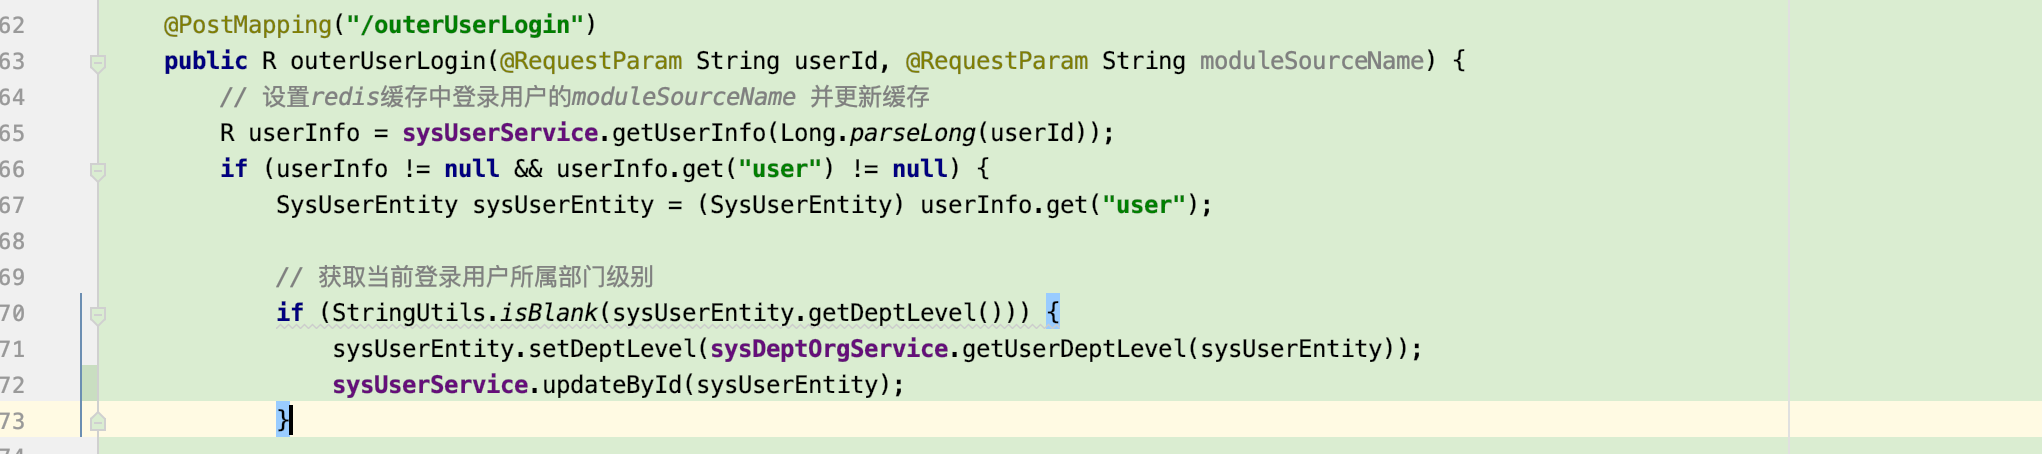 62 @PostMapping("/outerUserLogin")
63 public R outerUserLogin(@RequestParam String userId, @RequestParam String moduleSourceName) {
64 // 设置redis缓存中登录用户的moduleSourceName 并更新缓存
65 R userInfo = sysUserService.getUserInfo(Long.parseLong(userId));
66 if (userInfo != null && userInfo.get("user") != null) {
67 SysUserEntity sysUserEntity = (SysUserEntity) userInfo.get("user");
68
69 // 获取当前登录用户所属部门级别
70 if (StringUtils.isBlank(sysUserEntity.getDeptLevel())) {
71 sysUserEntity.setDeptLevel(sysDeptOrgService.getUserDeptLevel(sysUserEntity));
72 sysUserService.updateById(sysUserEntity);
73 }